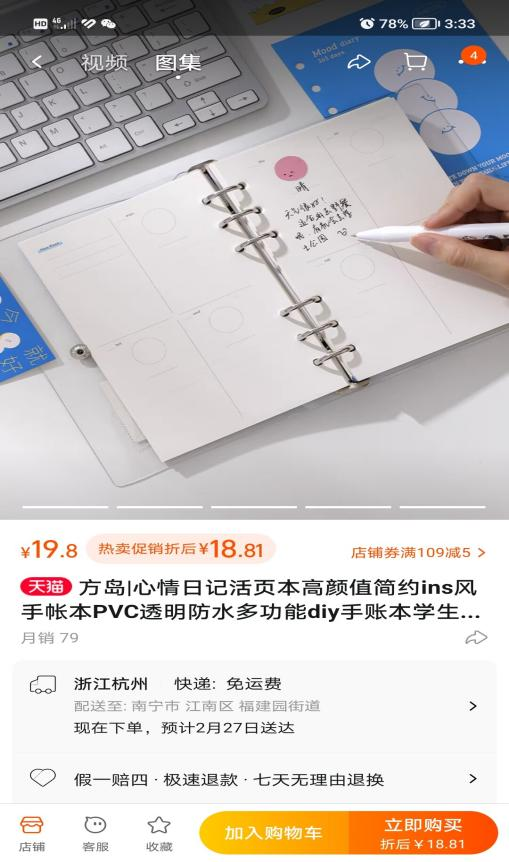 HD 4G 78% 3:33
视频 图集
4
Mood diary
晴
就
好
¥19.8 热卖促销折后¥18.81 店铺券满109减5 >
天猫 方岛|心情日记活页本高颜值简约ins风
手帐本PVC透明防水多功能diy手账本学生...
月销 79
浙江杭州 快递: 免运费
配送至: 南宁市 江南区 福建园街道
现在下单，预计2月27日送达
假一赔四 · 极速退款 · 七天无理由退换
加入购物车 立即购买
店铺 客服 收藏 折后¥18.81